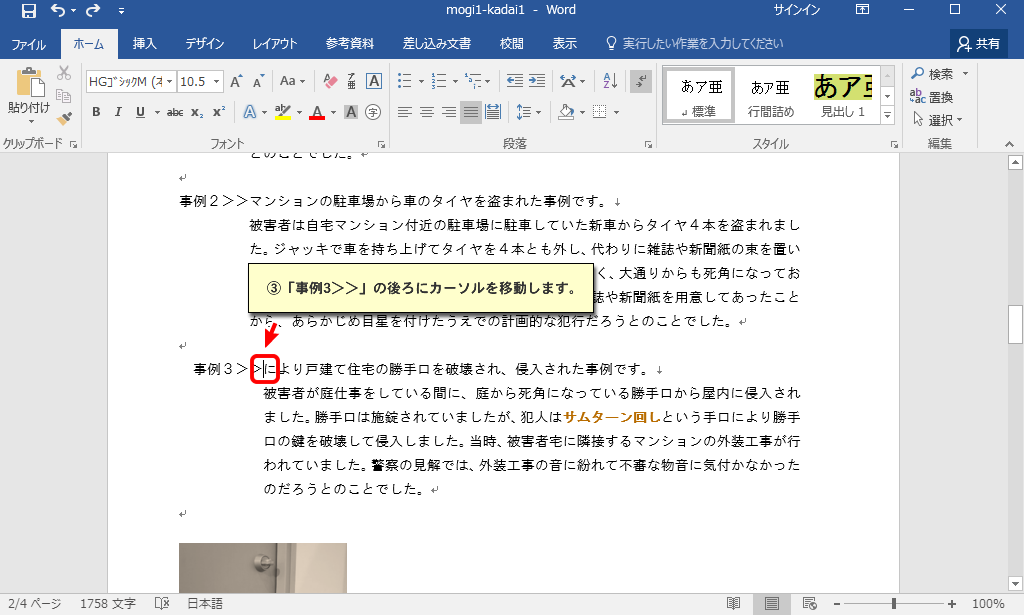 mogi1-kadai1 - Word
サインイン
ファイル ホーム 挿入 デザイン レイアウト 参考資料 差し込み文書 校閲 表示 実行したい作業を入力してください 共有
貼り付け
HGｺﾞｼｯｸM (ｵ 10.5 Aa
B I U abc x₂ x² A A A 字
あア亜 あア亜 あア亜
↲標準 行間詰め 見出し 1
検索
置換
選択
クリップボード フォント 段落 スタイル 編集
とのことでした。
事例２＞＞マンションの駐車場から車のタイヤを盗まれた事例です。↓
被害者は自宅マンション付近の駐車場に駐車していた新車からタイヤ４本を盗まれまし
た。ジャッキで車を持ち上げてタイヤを４本とも外し、代わりに雑誌や新聞紙の束を置い
く、大通りからも死角になってお
③「事例3＞＞」の後ろにカーソルを移動します。
誌や新聞紙を用意してあったこと
から、あらかじめ目星を付けたうえでの計画的な犯行だろうとのことでした。
事例３＞＞により戸建て住宅の勝手口を破壊され、侵入された事例です。↓
被害者が庭仕事をしている間に、庭から死角になっている勝手口から屋内に侵入され
ました。勝手口は施錠されていましたが、犯人はサムターン回しという手口により勝手
口の鍵を破壊して侵入しました。当時、被害者宅に隣接するマンションの外装工事が行
われていました。警察の見解では、外装工事の音に紛れて不審な物音に気付かなかった
のだろうとのことでした。
2/4 ページ 1758 文字 日本語 100%